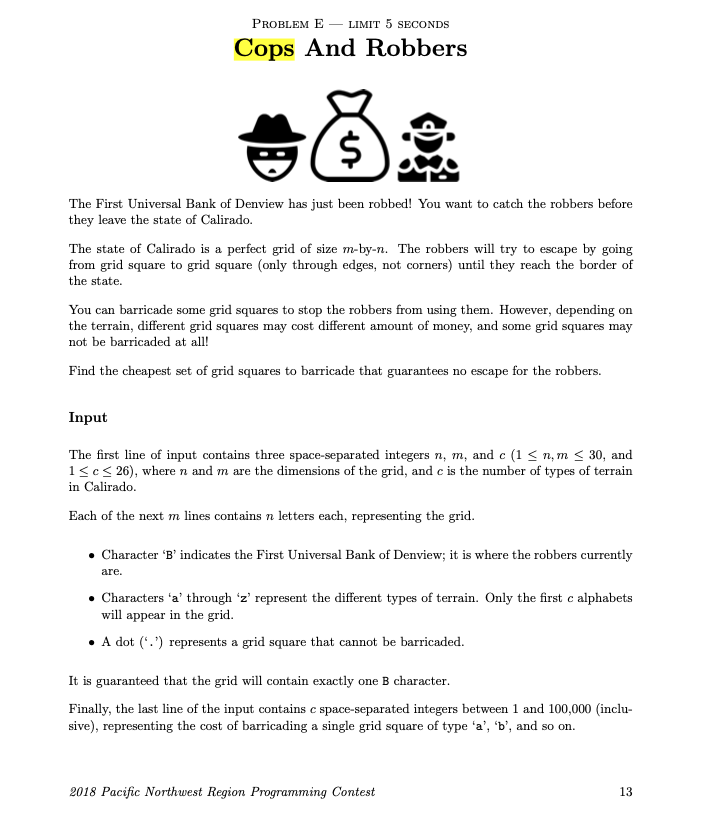 Problem E — limit 5 seconds
Cops And Robbers
$
The First Universal Bank of Denview has just been robbed! You want to catch the robbers before
they leave the state of Calirado.
The state of Calirado is a perfect grid of size m-by-n. The robbers will try to escape by going
from grid square to grid square (only through edges, not corners) until they reach the border of
the state.
You can barricade some grid squares to stop the robbers from using them. However, depending on
the terrain, different grid squares may cost different amount of money, and some grid squares may
not be barricaded at all!
Find the cheapest set of grid squares to barricade that guarantees no escape for the robbers.
Input
The first line of input contains three space-separated integers n, m, and c (1 ≤ n, m ≤ 30, and
1 ≤ c ≤ 26), where n and m are the dimensions of the grid, and c is the number of types of terrain
in Calirado.
Each of the next m lines contains n letters each, representing the grid.
• Character ‘B’ indicates the First Universal Bank of Denview; it is where the robbers currently
are.
• Characters ‘a’ through ‘z’ represent the different types of terrain. Only the first c alphabets
will appear in the grid.
• A dot (‘.’) represents a grid square that cannot be barricaded.
It is guaranteed that the grid will contain exactly one B character.
Finally, the last line of the input contains c space-separated integers between 1 and 100,000 (inclu-
sive), representing the cost of barricading a single grid square of type ‘a’, ‘b’, and so on.
2018 Pacific Northwest Region Programming Contest 13